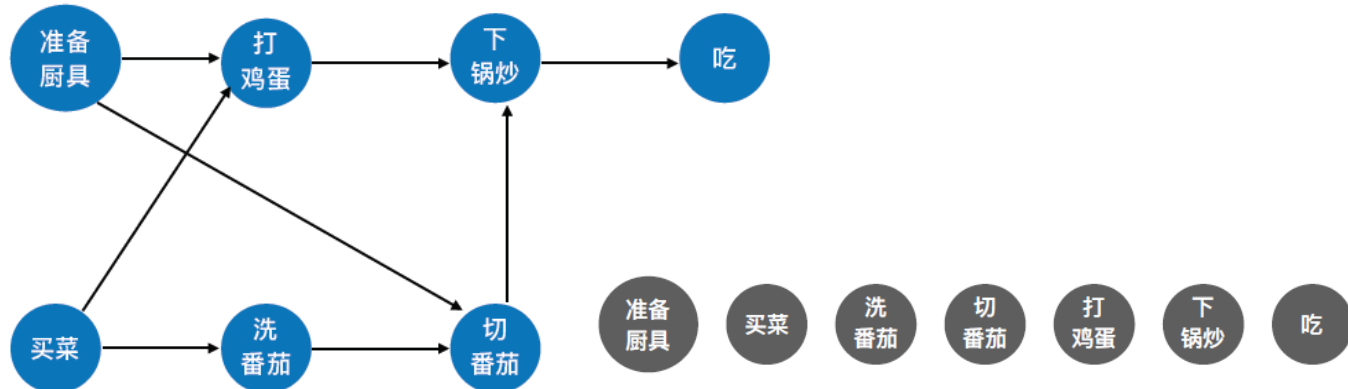 准备
厨具
打
鸡蛋
下
锅炒
吃
买菜
洗
番茄
切
番茄
准备
厨具
买菜
洗
番茄
切
番茄
打
鸡蛋
下
锅炒
吃